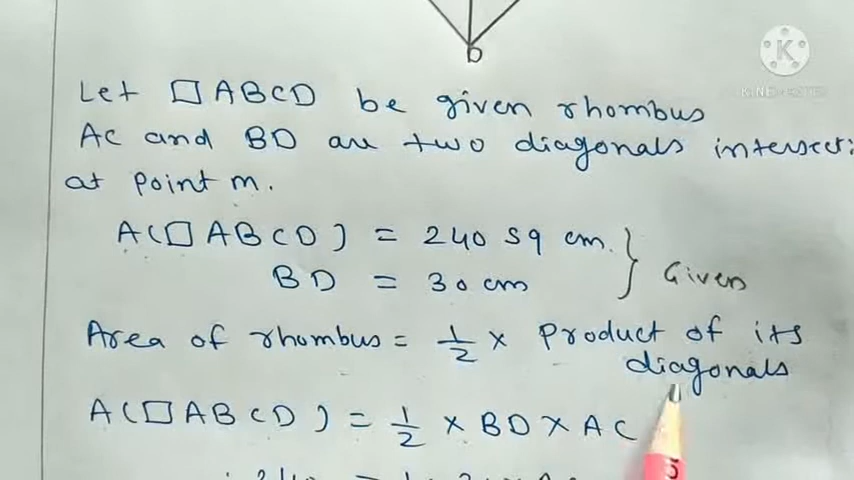 D
Let □ABCD be given rhombus
AC and BD are two diagonals intersect
at point M.
A(□ABCD) = 240 sq cm.
BD = 30 cm } Given
Area of rhombus = 1/2 × Product of its
diagonals
A(□ABCD) = 1/2 × BD × AC
K